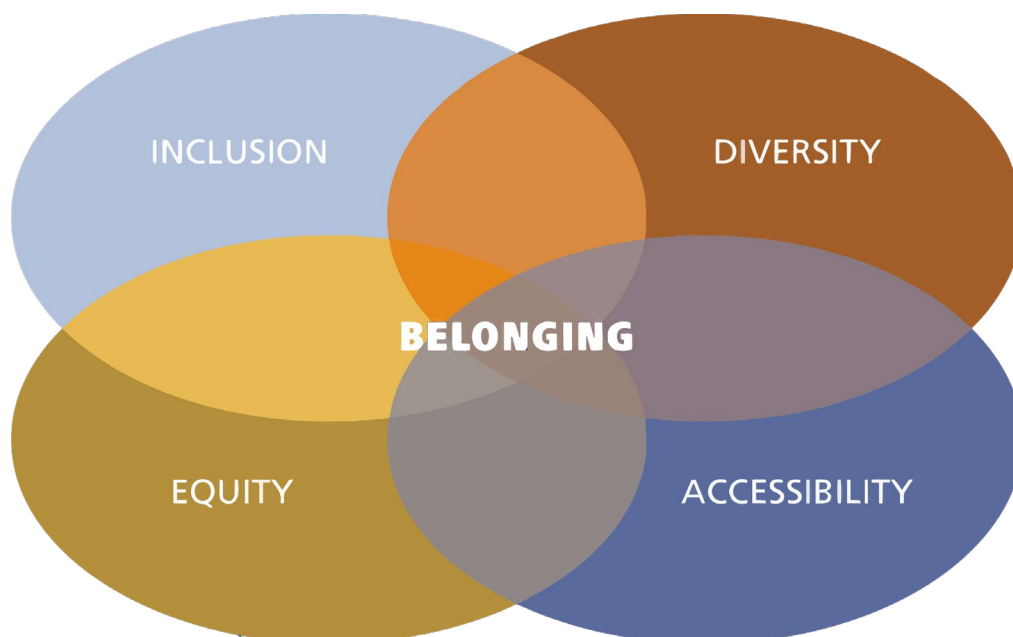 INCLUSION
DIVERSITY
BELONGING
EQUITY
ACCESSIBILITY